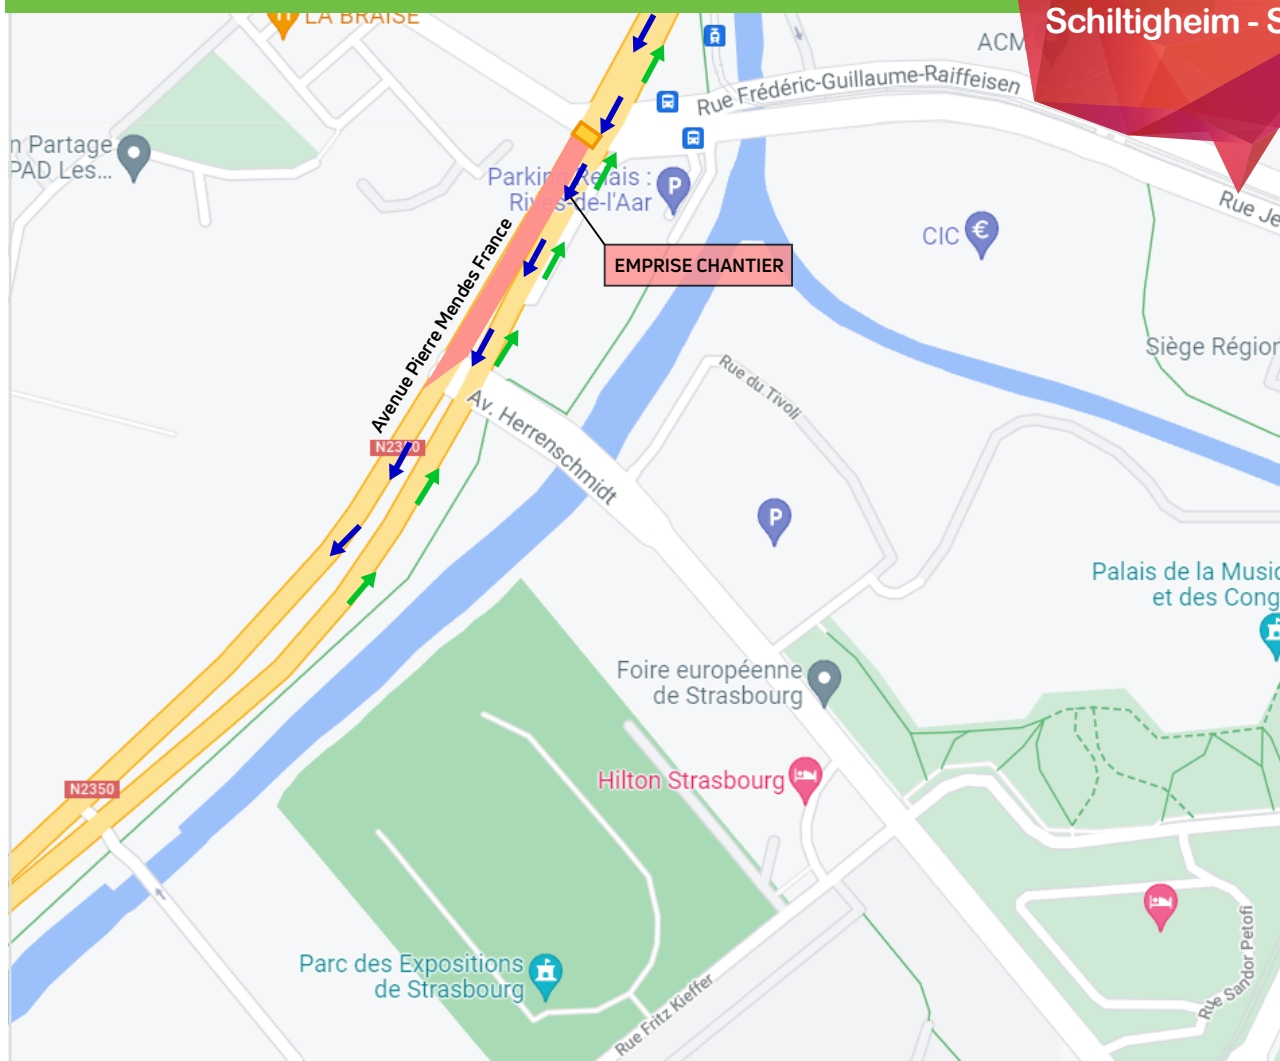 LA BRAISE
Schiltigheim - S
ACM
Rue Frédéric-Guillaume-Raiffeisen
n Partage
PAD Les...
Parking Relais :
Rives-de-l'Aar
P
Rue Je
CIC
€
EMPRISE CHANTIER
Avenue Pierre Mendes France
Siège Région
Rue du Tivoli
Av. Herrenschmidt
N2350
P
Palais de la Musiq
et des Cong
Foire européenne
de Strasbourg
Hilton Strasbourg
N2350
Parc des Expositions
de Strasbourg
Rue Fritz Kieffer
Rue Sandor Petofi